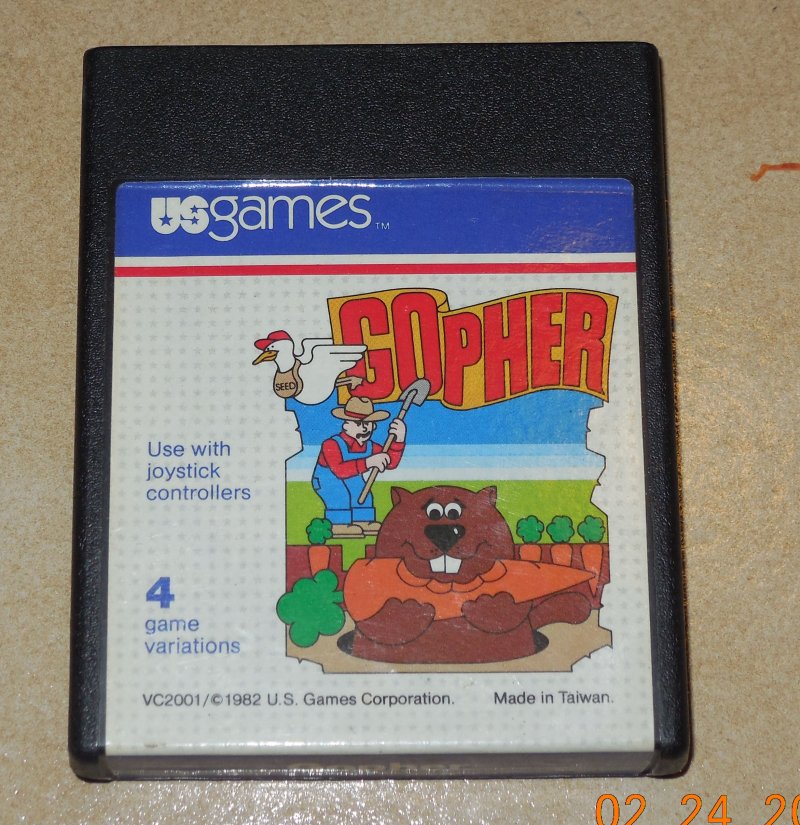 USgames™
GOPHER
SEED
Use with
joystick
controllers
4
game
variations
VC2001/©1982 U.S. Games Corporation. Made in Taiwan.
02 24 20